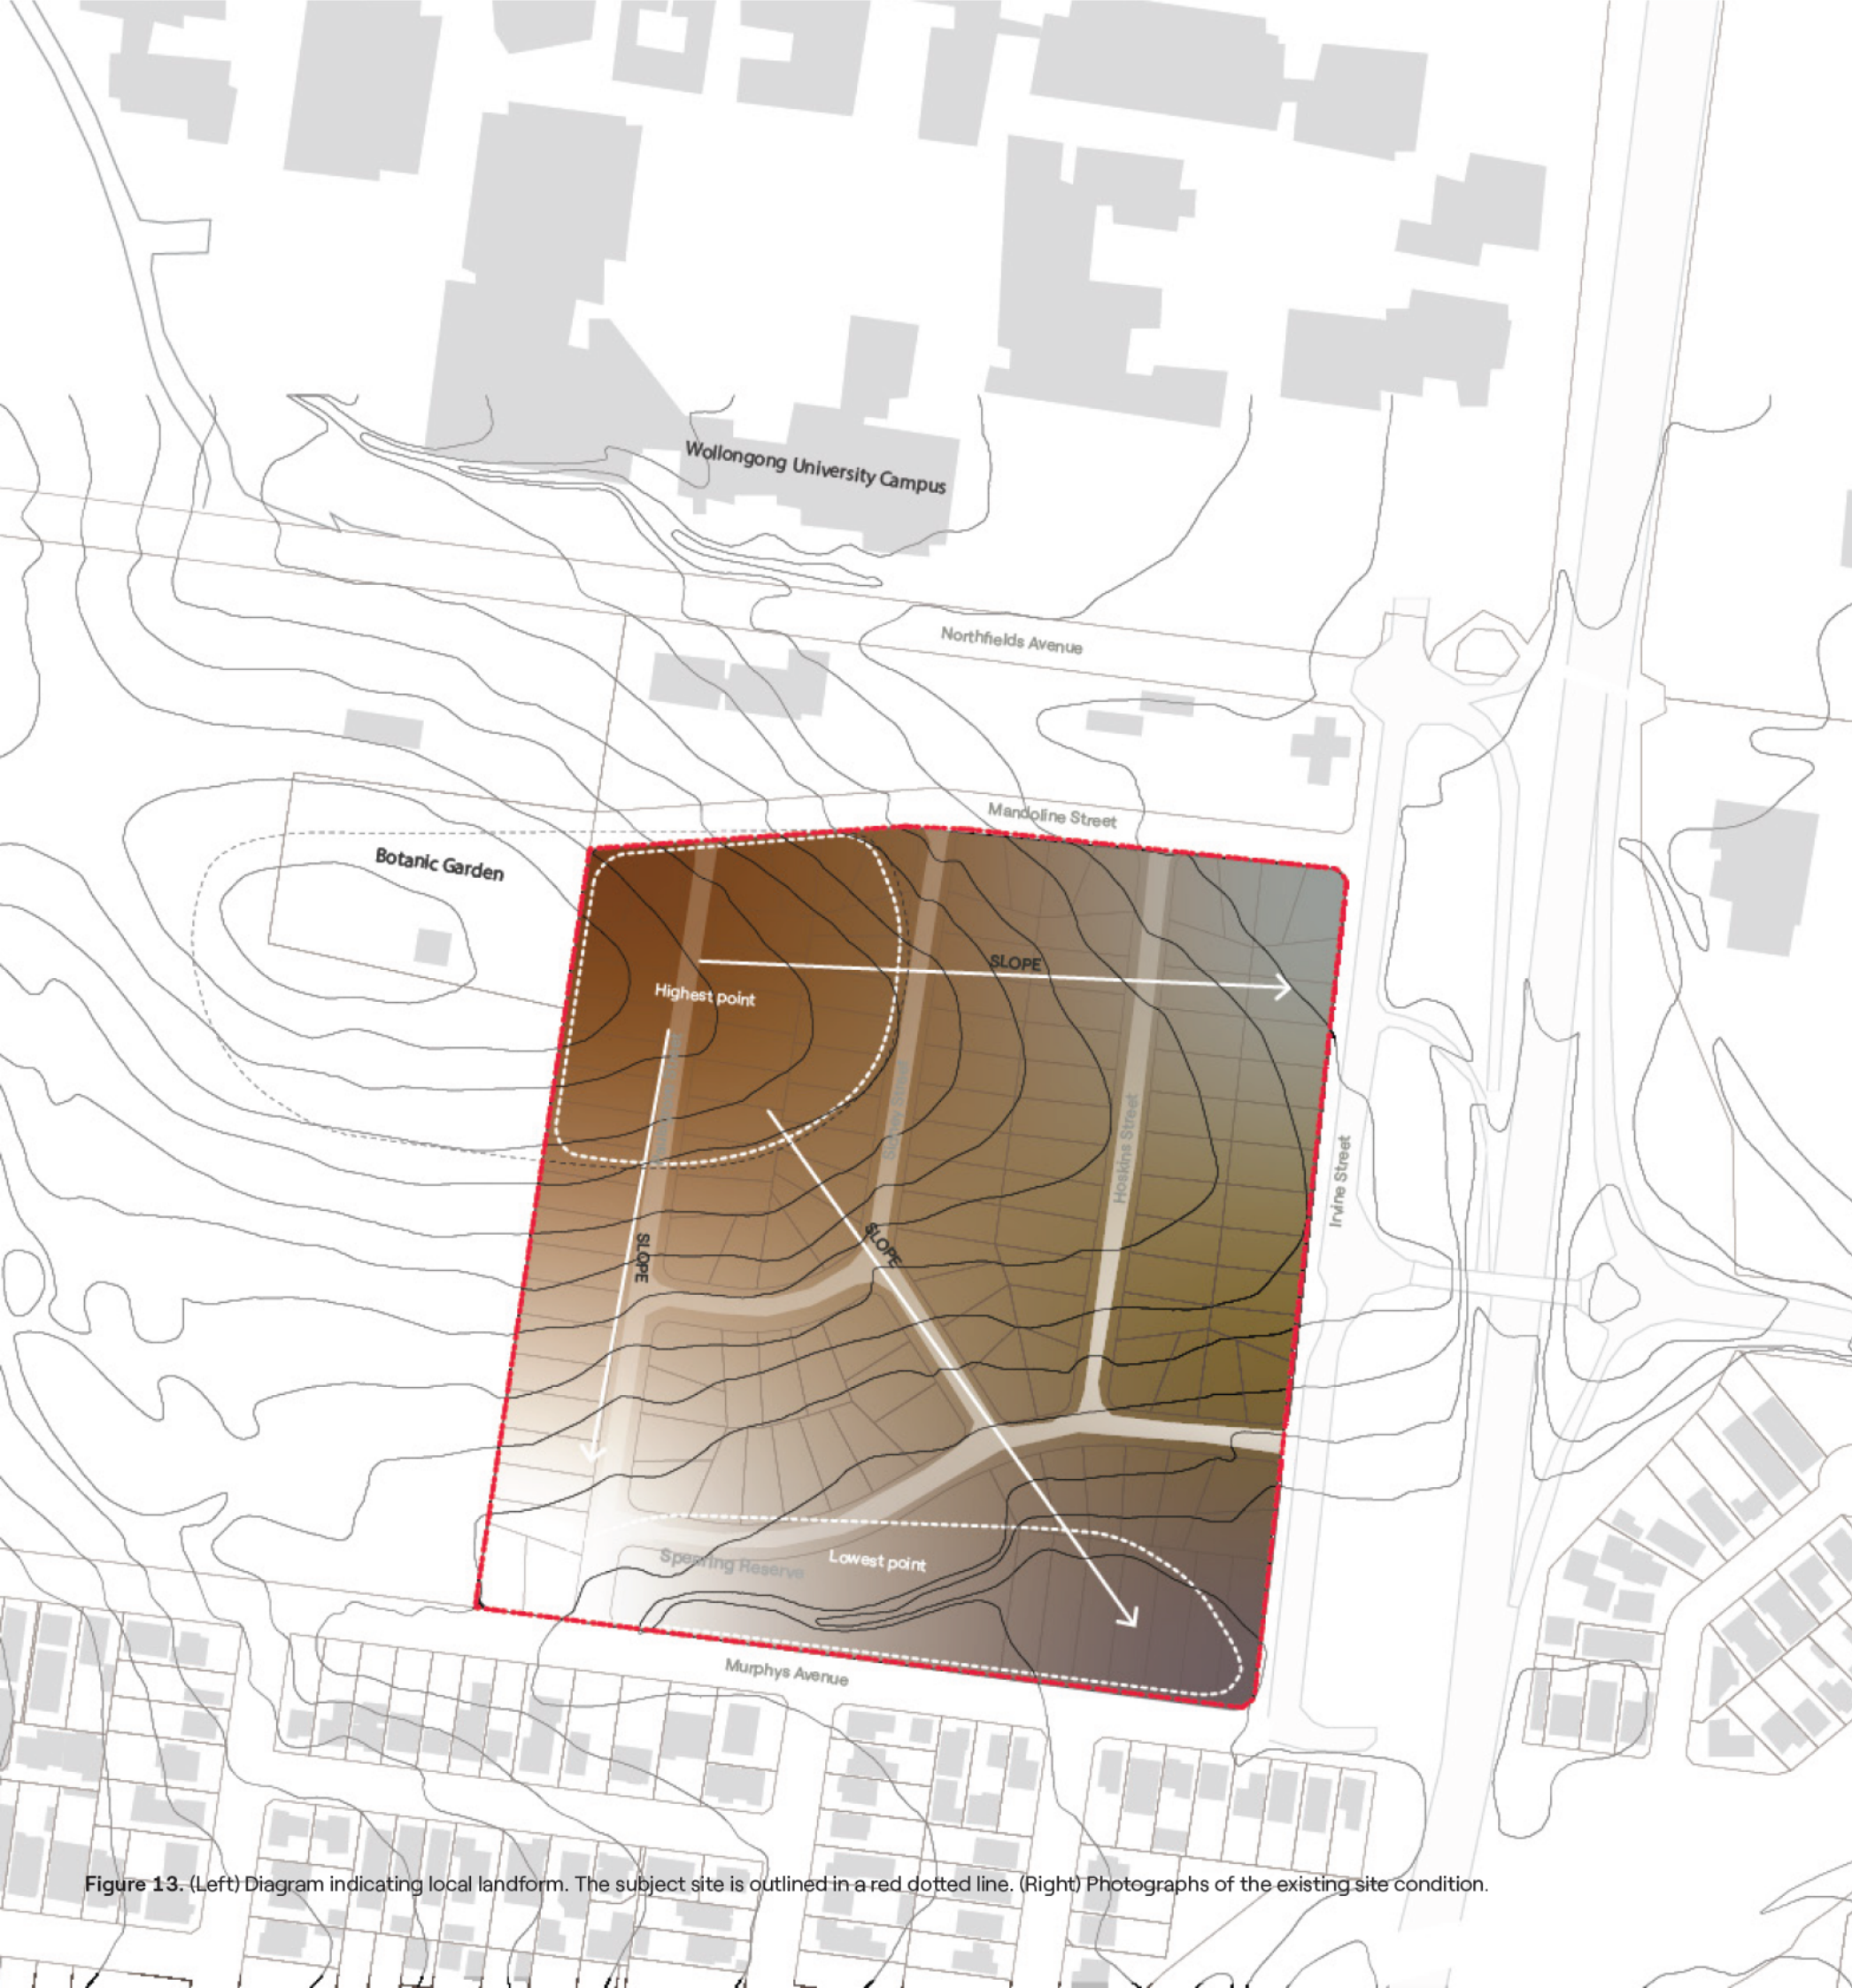 Wollongong University Campus
Northfields Avenue
Mandoline Street
Botanic Garden
SLOPE
Highest point
Hoskins Street
Irvine Street
SLOPE
SLOPE
Spearing Reserve
Lowest point
Murphys Avenue
Figure 13. (Left) Diagram indicating local landform. The subject site is outlined in a red dotted line. (Right) Photographs of the existing site condition.